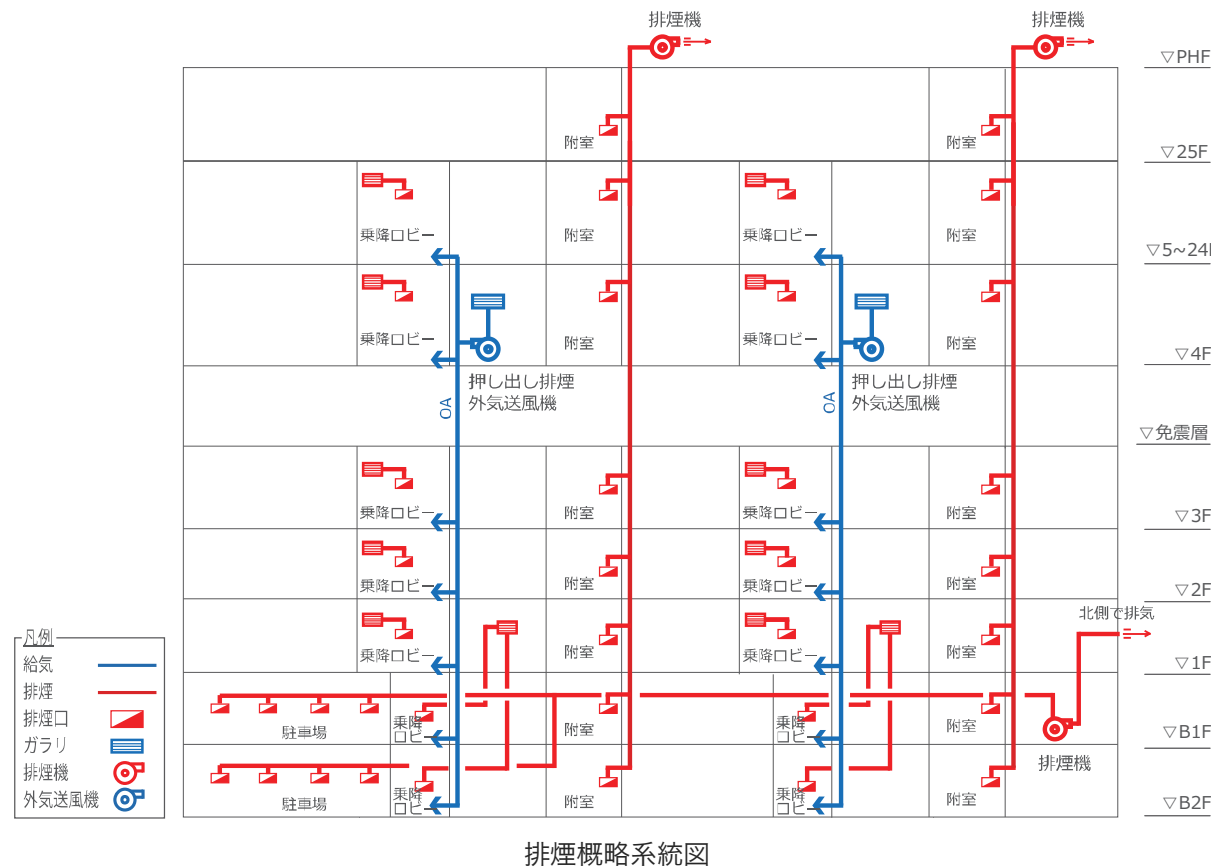 排煙機
排煙機
▽PHF
附室
附室
▽25F
乗降ロビー
附室
乗降ロビー
附室
▽5~24F
乗降ロビー
附室
乗降ロビー
附室
▽4F
押し出し排煙
外気送風機
押し出し排煙
外気送風機
OA
OA
▽免震層
乗降ロビー
附室
乗降ロビー
附室
▽3F
乗降ロビー
附室
乗降ロビー
附室
▽2F
北側で排気
乗降ロビー
附室
乗降ロビー
附室
▽1F
駐車場
乗降
ロビー
附室
乗降
ロビー
附室
▽B1F
排煙機
駐車場
乗降
ロビー
附室
乗降
ロビー
附室
▽B2F
凡例
給気
排煙
排煙口
ガラリ
排煙機
外気送風機
排煙概略系統図